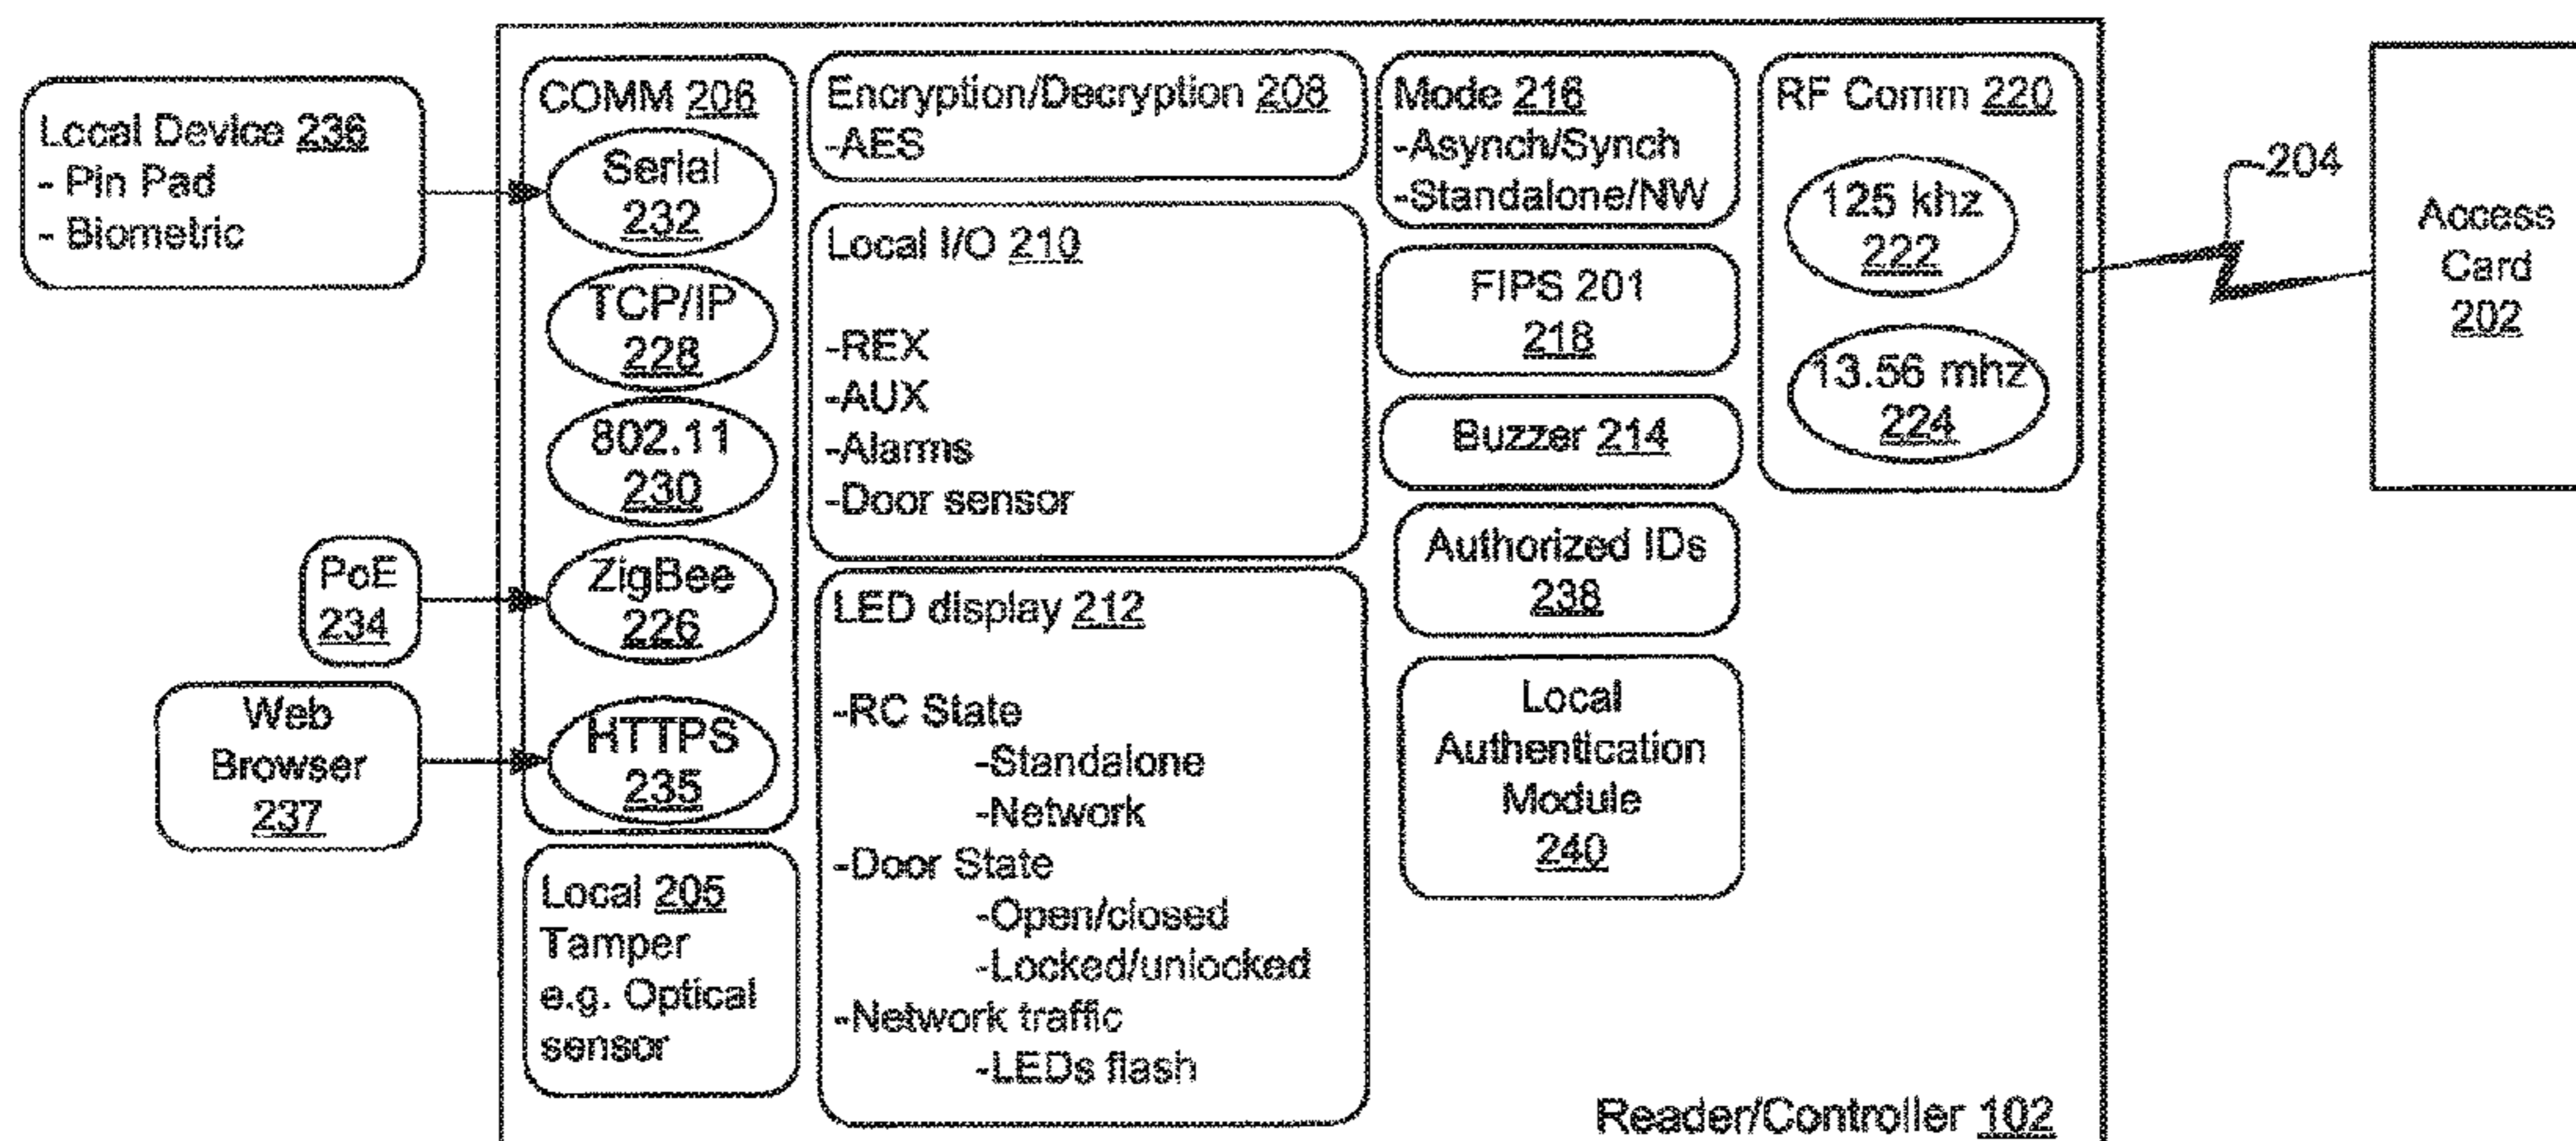 Local Device 236
- Pin Pad
- Biometric
PoE
234
Web
Browser
237
COMM 206
Serial
232
TCP/IP
228
802.11
230
ZigBee
226
HTTPS
235
Local 205
Tamper
e.g. Optical
sensor
Encryption/Decryption 208
-AES
Local I/O 210
-REX
-AUX
-Alarms
-Door sensor
LED display 212
-RC State
-Standalone
-Network
-Door State
-Open/closed
-Locked/unlocked
-Network traffic
-LEDs flash
Mode 216
-Asynch/Synch
-Standalone/NW
FIPS 201
218
Buzzer 214
Authorized IDs
238
Local
Authentication
Module
240
RF Comm 220
125 khz
222
13.56 mhz
224
Reader/Controller 102
204
Access
Card
202